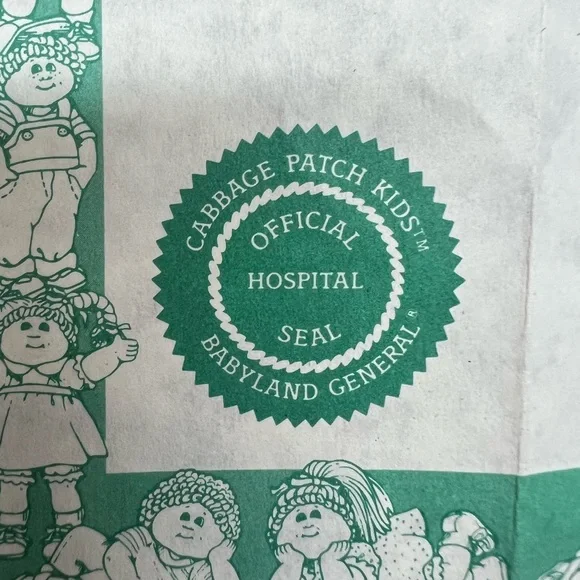 CABBAGE PATCH KIDS™
OFFICIAL
HOSPITAL
SEAL
BABYLAND GENERAL®